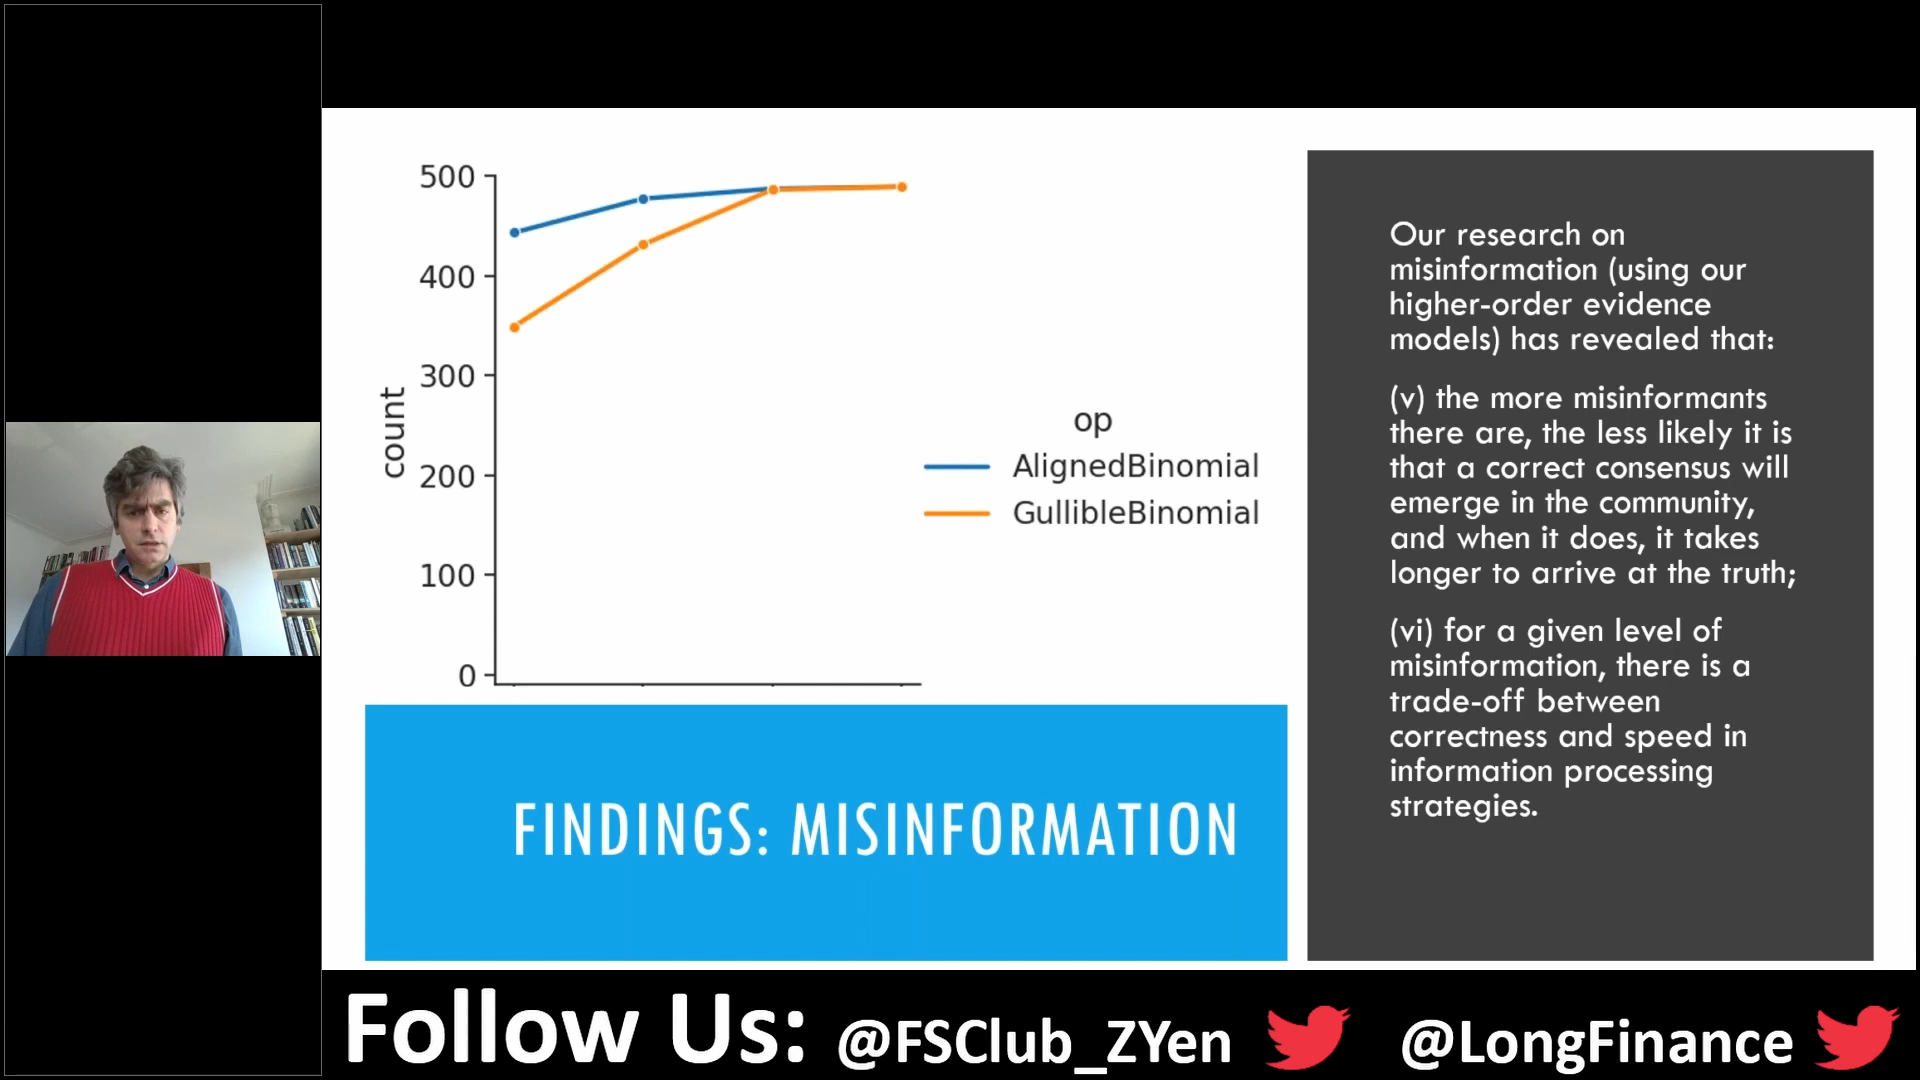 500
400
300
200
100
0
count
op
AlignedBinomial
GullibleBinomial
FINDINGS: MISINFORMATION
Our research on
misinformation (using our
higher-order evidence
models) has revealed that:
(v) the more misinformants
there are, the less likely it is
that a correct consensus will
emerge in the community,
and when it does, it takes
longer to arrive at the truth;
(vi) for a given level of
misinformation, there is a
trade-off between
correctness and speed in
information processing
strategies.
Follow Us: @FSClub_ZYen @LongFinance